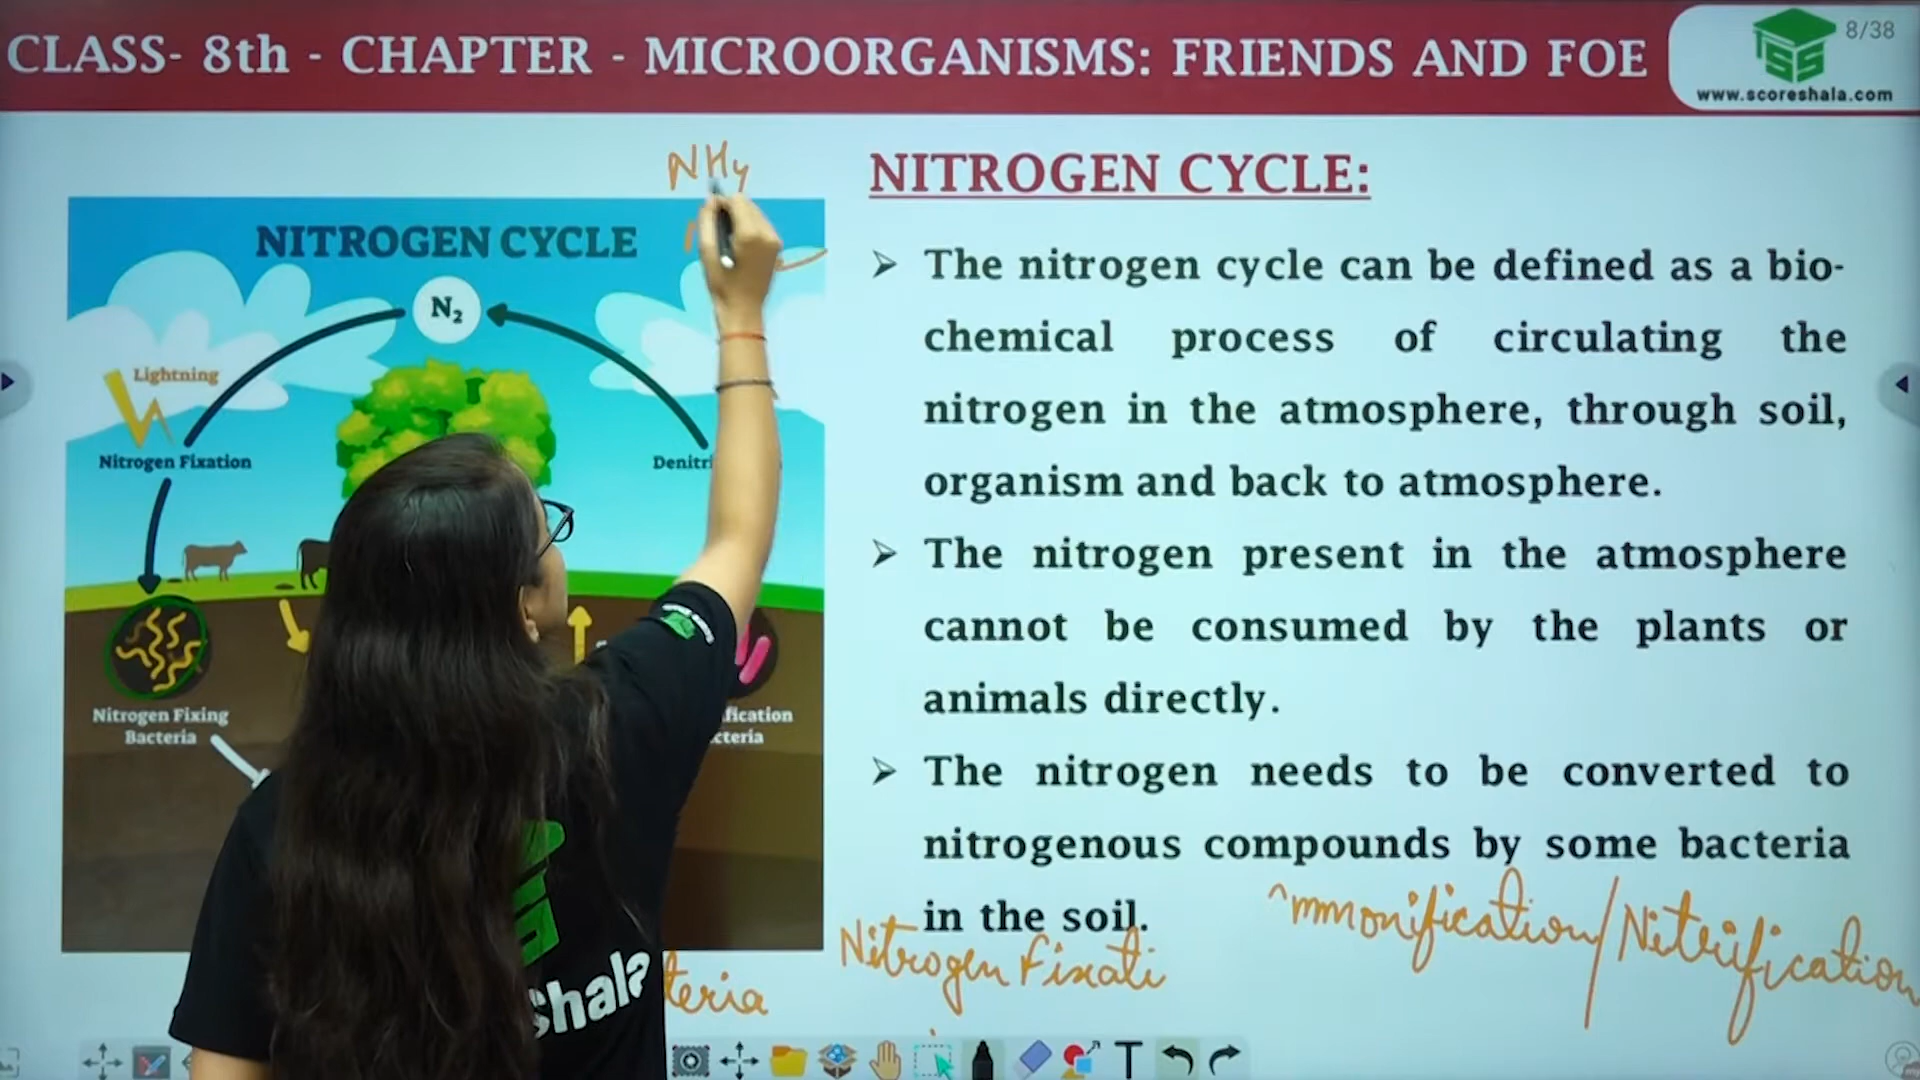 CLASS- 8th - CHAPTER - MICROORGANISMS: FRIENDS AND FOE
8/38
www.scoreshala.com
NH4
NITROGEN CYCLE
N2
Lightning
Nitrogen Fixation
Denitri
Nitrogen Fixing
Bacteria
fication
cteria
NITROGEN CYCLE:
➢ The nitrogen cycle can be defined as a bio-
chemical process of circulating the
nitrogen in the atmosphere, through soil,
organism and back to atmosphere.
➢ The nitrogen present in the atmosphere
cannot be consumed by the plants or
animals directly.
➢ The nitrogen needs to be converted to
nitrogenous compounds by some bacteria
in the soil.
mmonification/Nitrification
Nitrogen Fixati
teria
shala
T